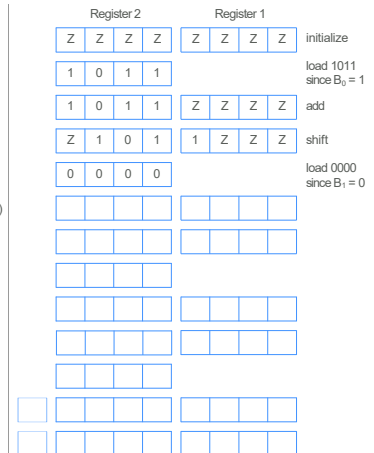 Register 2 Register 1
Z Z Z Z Z Z Z Z initialize
1 0 1 1 load 1011
since B₀ = 1
1 0 1 1 Z Z Z Z add
Z 1 0 1 1 Z Z Z shift
0 0 0 0 load 0000
since B₁ = 0
)